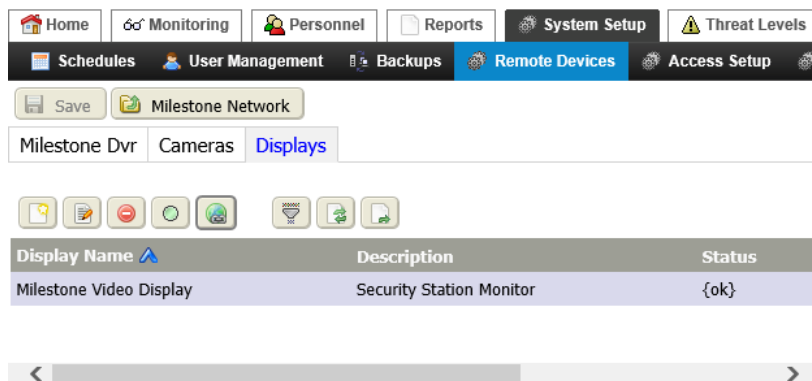 Home Monitoring Personnel Reports System Setup Threat Levels
Schedules User Management Backups Remote Devices Access Setup
Save Milestone Network
Milestone Dvr Cameras Displays
Display Name Description Status
Milestone Video Display Security Station Monitor {ok}